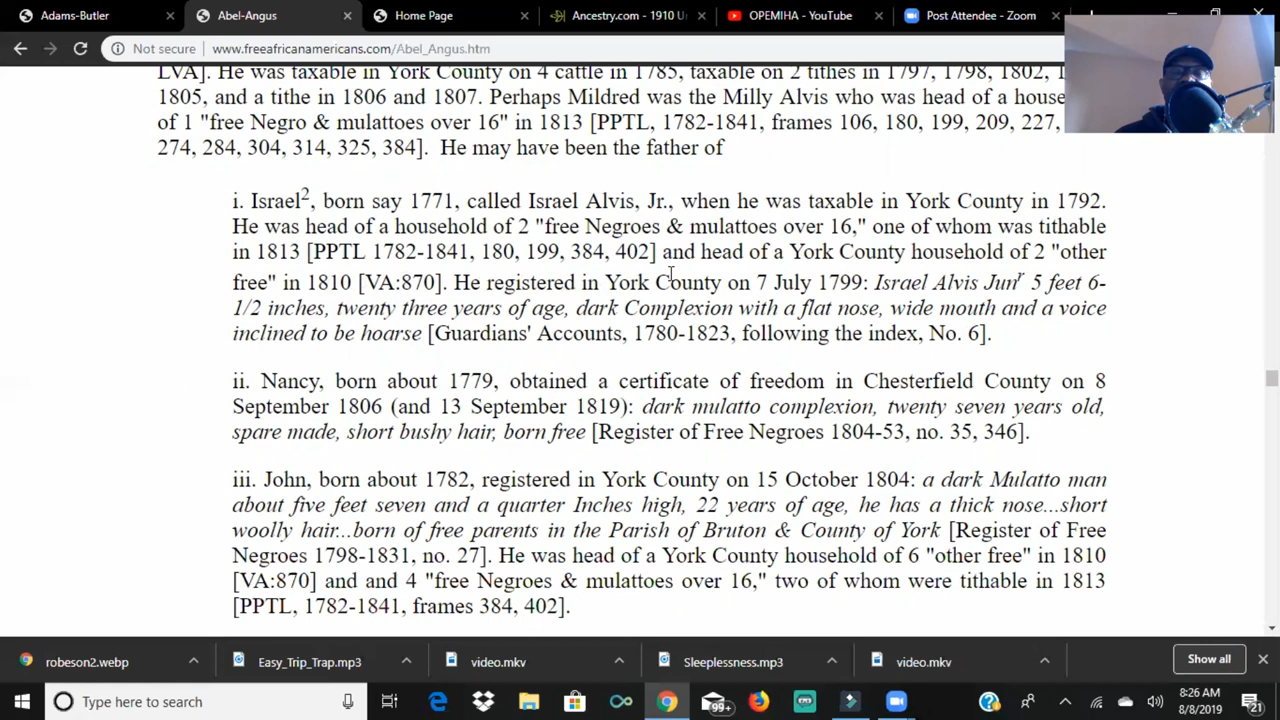 Adams-Butler
Abel-Angus
Home Page
Ancestry.com - 1910 U
OPEMIHA - YouTube
Post Attendee - Zoom
Not secure
www.freeafricanamericans.com/Abel_Angus.htm
LVA]. He was taxable in York County on 4 cattle in 1785, taxable on 2 tithes in 1797, 1798, 1802,
1805, and a tithe in 1806 and 1807. Perhaps Mildred was the Milly Alvis who was head of a house
of 1 "free Negro & mulattoes over 16" in 1813 [PPTL, 1782-1841, frames 106, 180, 199, 209, 227,
274, 284, 304, 314, 325, 384]. He may have been the father of
i. Israel2, born say 1771, called Israel Alvis, Jr., when he was taxable in York County in 1792.
He was head of a household of 2 "free Negroes & mulattoes over 16," one of whom was tithable
in 1813 [PPTL 1782-1841, 180, 199, 384, 402] and head of a York County household of 2 "other
free" in 1810 [VA:870]. He registered in York County on 7 July 1799: Israel Alvis Junr 5 feet 6-
1/2 inches, twenty three years of age, dark Complexion with a flat nose, wide mouth and a voice
inclined to be hoarse [Guardians' Accounts, 1780-1823, following the index, No. 6].
ii. Nancy, born about 1779, obtained a certificate of freedom in Chesterfield County on 8
September 1806 (and 13 September 1819): dark mulatto complexion, twenty seven years old,
spare made, short bushy hair, born free [Register of Free Negroes 1804-53, no. 35, 346].
iii. John, born about 1782, registered in York County on 15 October 1804: a dark Mulatto man
about five feet seven and a quarter Inches high, 22 years of age, he has a thick nose...short
woolly hair...born of free parents in the Parish of Bruton & County of York [Register of Free
Negroes 1798-1831, no. 27]. He was head of a York County household of 6 "other free" in 1810
[VA:870] and and 4 "free Negroes & mulattoes over 16," two of whom were tithable in 1813
[PPTL, 1782-1841, frames 384, 402].
robeson2.webp
Easy_Trip_Trap.mp3
video.mkv
Sleeplessness.mp3
video.mkv
Show all
Type here to search
99+
8:26 AM
8/8/2019
21